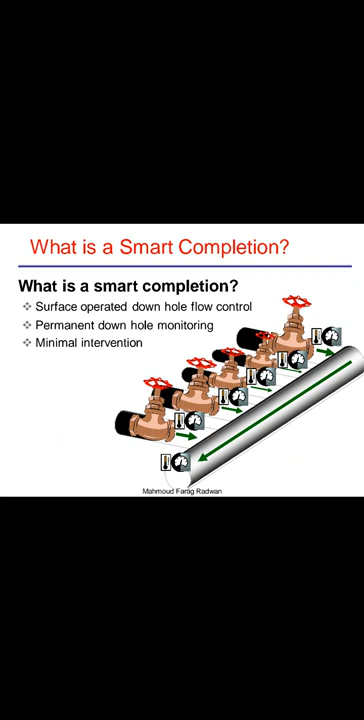 What is a Smart Completion?
What is a smart completion?
❖ Surface operated down hole flow control
❖ Permanent down hole monitoring
❖ Minimal intervention
Mahmoud Farag Radwan